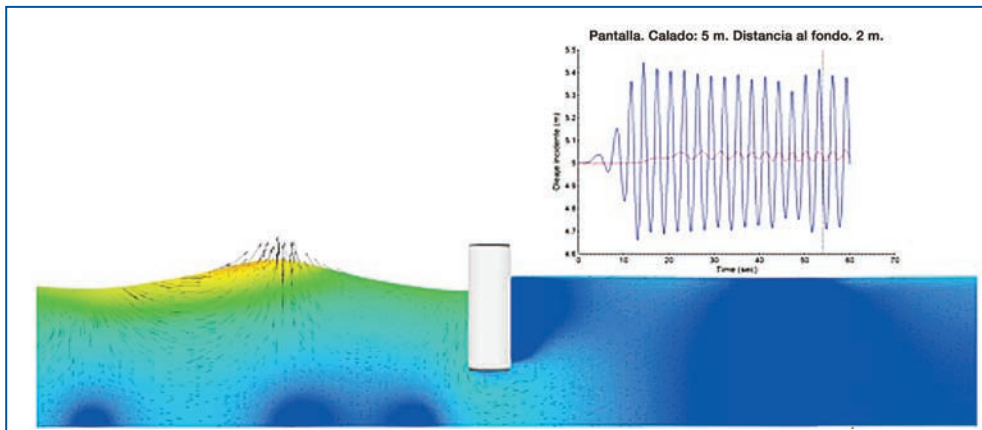 Pantalla. Calado: 5 m. Distancia al fondo. 2 m.
5.5
5.4
5.3
5.2
5.1
5
4.9
4.8
4.7
4.6
Oleaje incidente (m)
0 10 20 30 40 50 60 70
Time (sec)